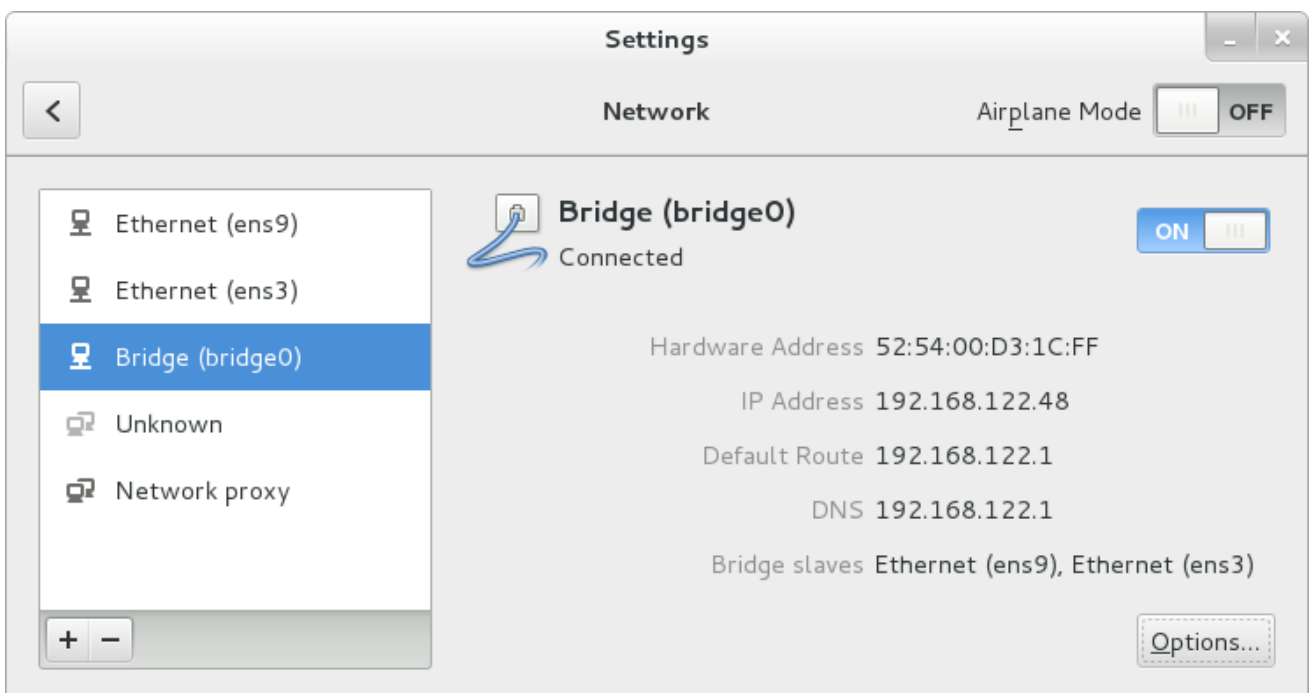 Settings
Network
Airplane Mode
OFF
Ethernet (ens9)
Ethernet (ens3)
Bridge (bridge0)
Unknown
Network proxy
Bridge (bridge0)
ON
Connected
Hardware Address 52:54:00:D3:1C:FF
IP Address 192.168.122.48
Default Route 192.168.122.1
DNS 192.168.122.1
Bridge slaves Ethernet (ens9), Ethernet (ens3)
Options...